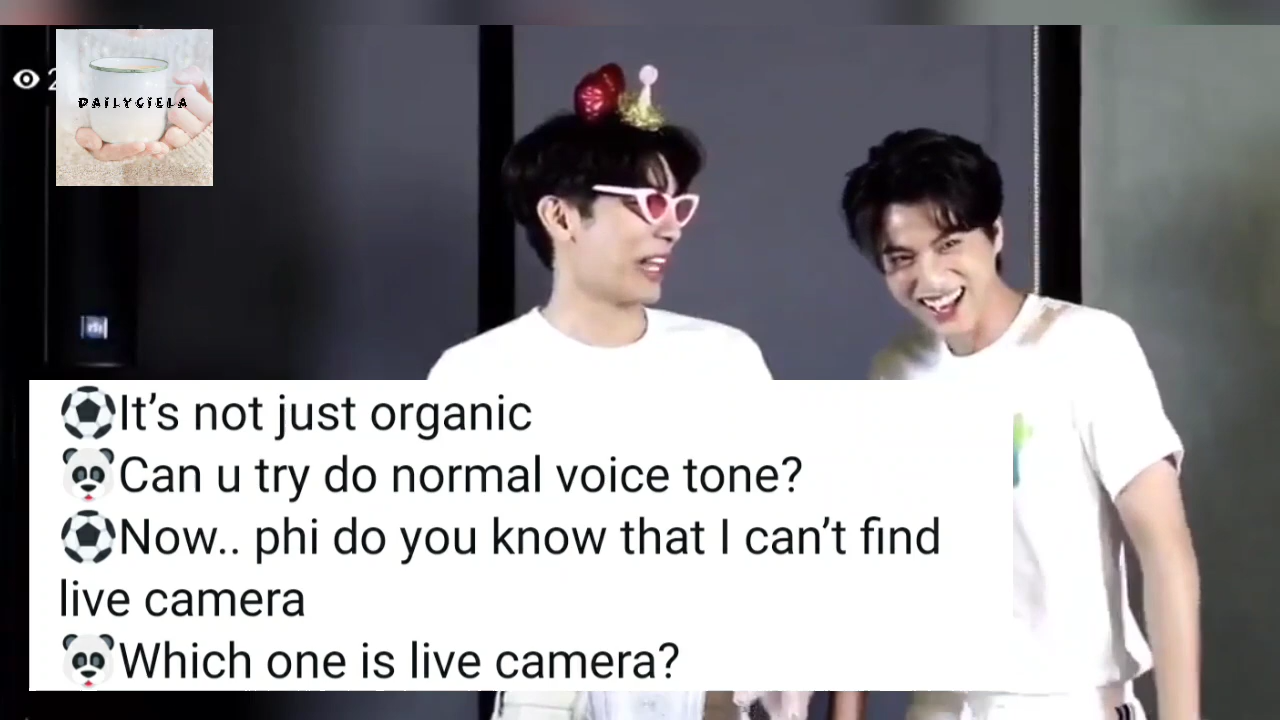 2
DAILYCIELA
⚽It's not just organic
🐼Can u try do normal voice tone?
⚽Now.. phi do you know that I can't find
live camera
🐼Which one is live camera?